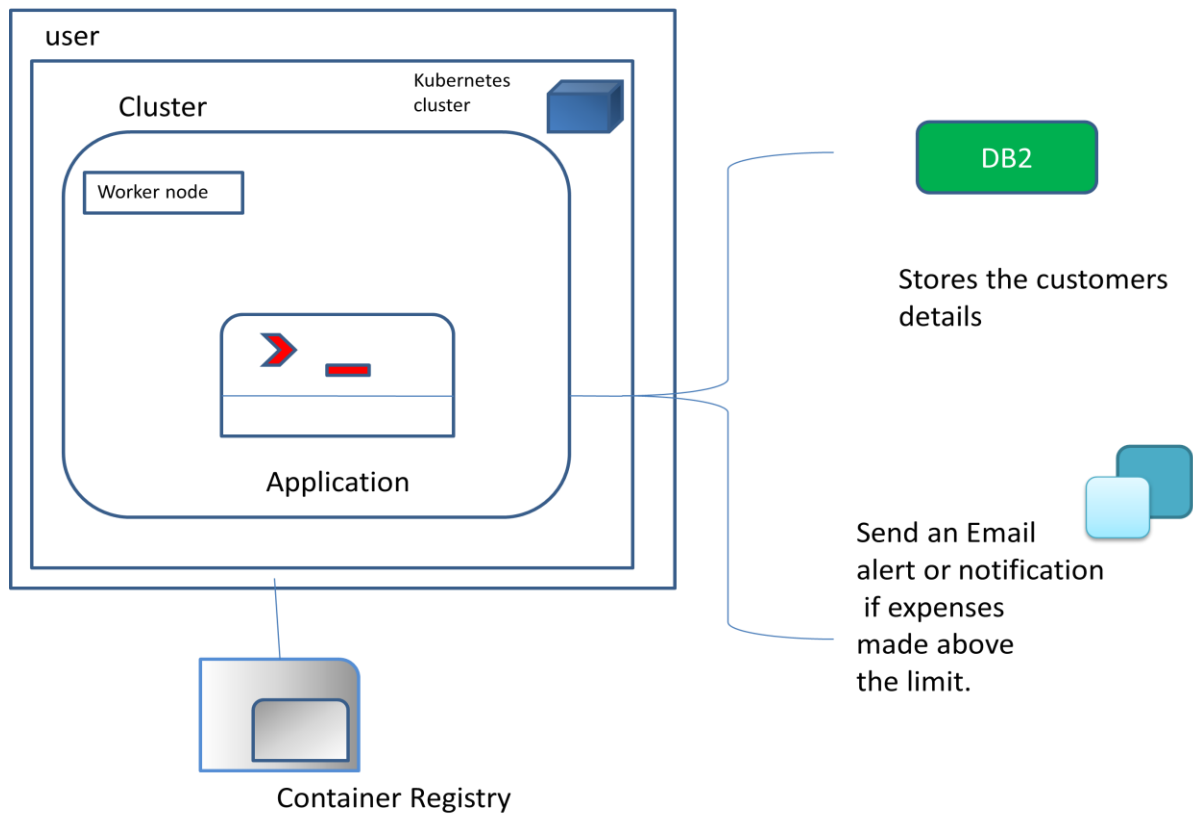 user
Kubernetes
cluster
Cluster
Worker node
Application
DB2
Stores the customers
details
Send an Email
alert or notification
if expenses
made above
the limit.
Container Registry